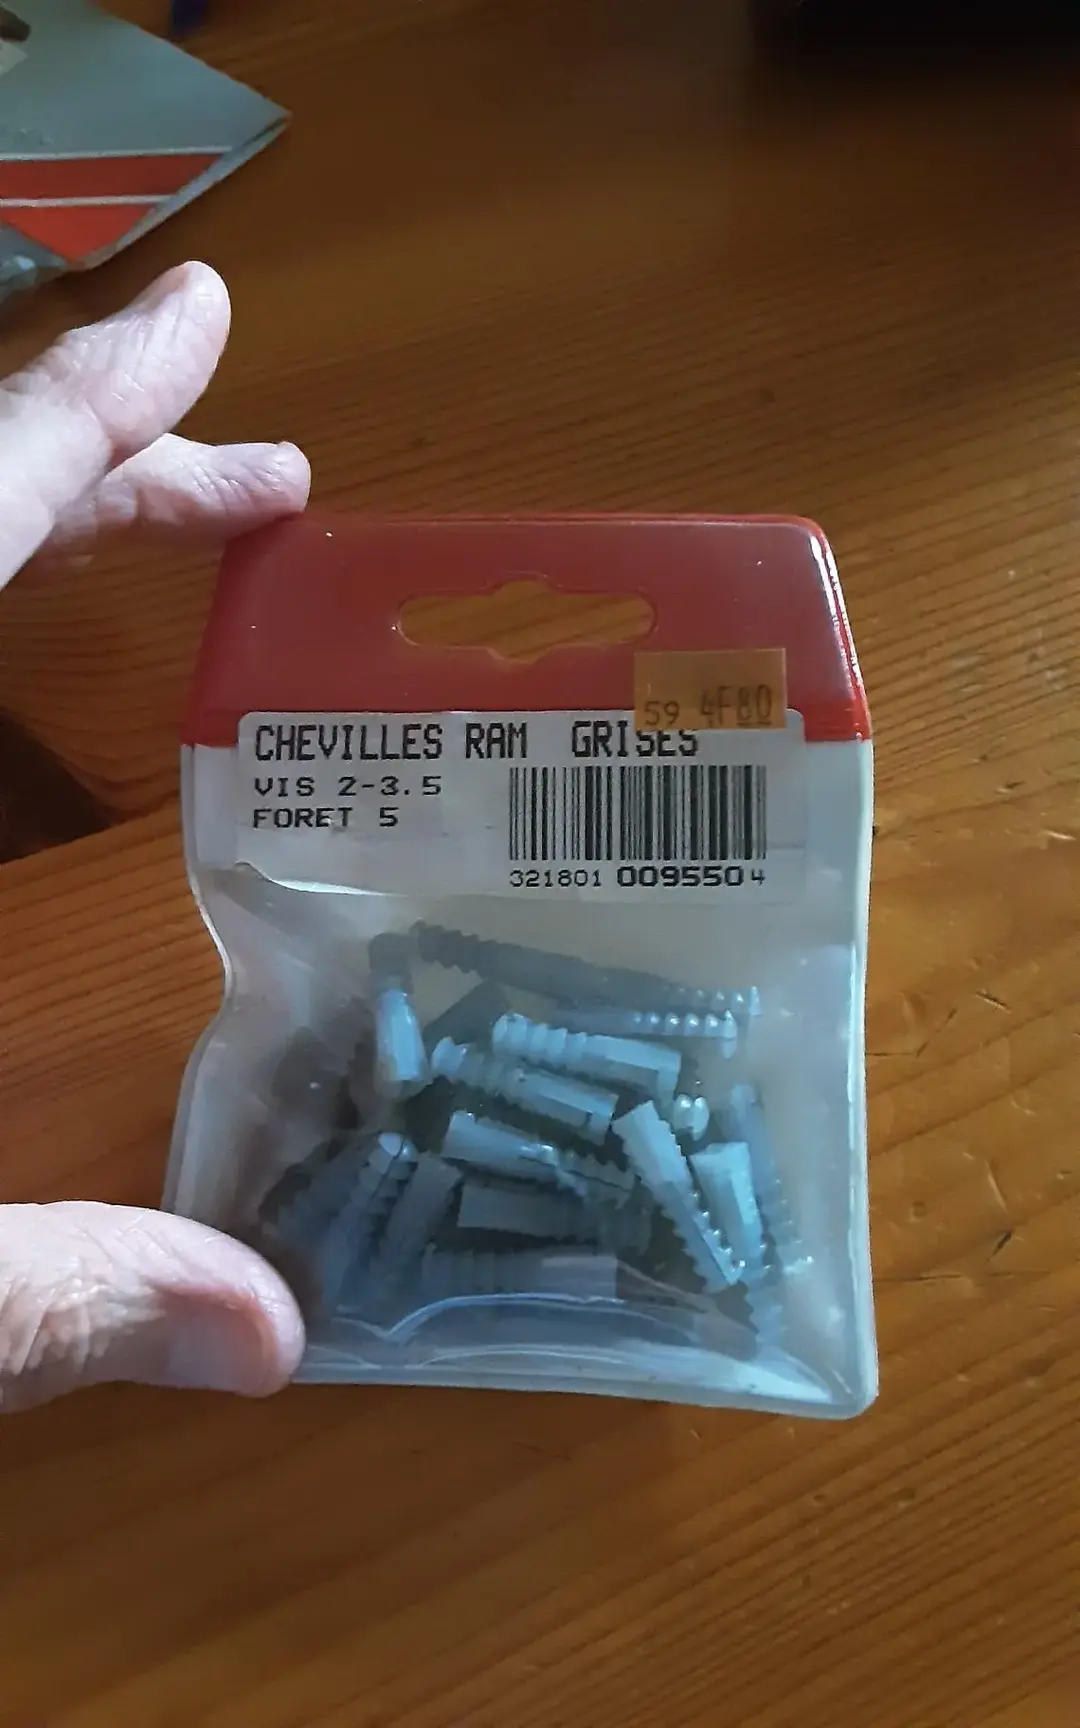 59 4F80
CHEVILLES RAM GRISES
VIS 2-3.5
FORET 5
321801 009550 4